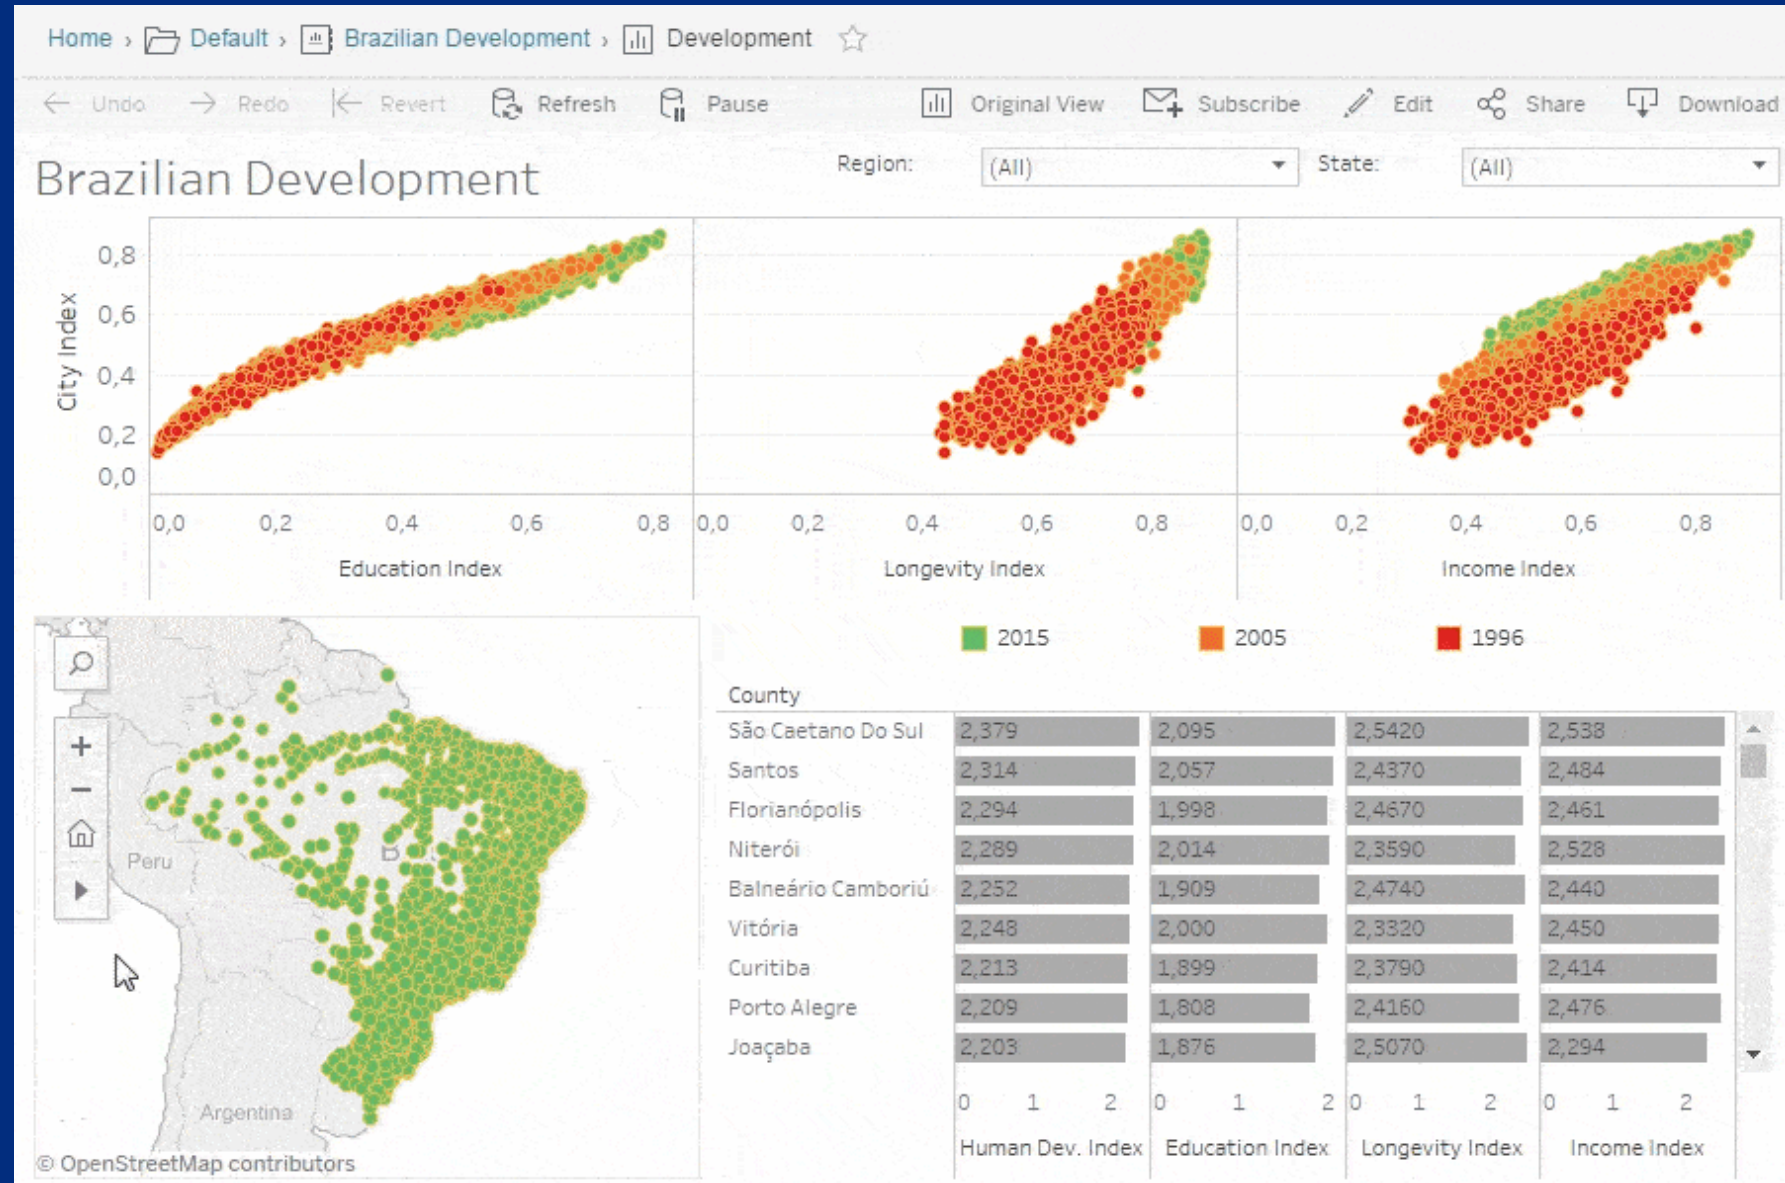 Home › Default › Brazilian Development › Development
Undo Redo Revert Refresh Pause Original View Subscribe Edit Share Download
Brazilian Development
Region: (All) State: (All)
City Index
0,8
0,6
0,4
0,2
0,0
0,0 0,2 0,4 0,6 0,8 0,0 0,2 0,4 0,6 0,8 0,0 0,2 0,4 0,6 0,8
Education Index Longevity Index Income Index
2015 2005 1996
Peru
B
Argentina
© OpenStreetMap contributors
County
São Caetano Do Sul 2,379 2,095 2,5420 2,538
Santos 2,314 2,057 2,4370 2,484
Florianópolis 2,294 1,998 2,4670 2,461
Niterói 2,289 2,014 2,3590 2,528
Balneário Camboriú 2,252 1,909 2,4740 2,440
Vitória 2,248 2,000 2,3320 2,450
Curitiba 2,213 1,899 2,3790 2,414
Porto Alegre 2,209 1,808 2,4160 2,476
Joaçaba 2,203 1,876 2,5070 2,294
0 1 2 0 1 2 0 1 2 0 1 2
Human Dev. Index Education Index Longevity Index Income Index